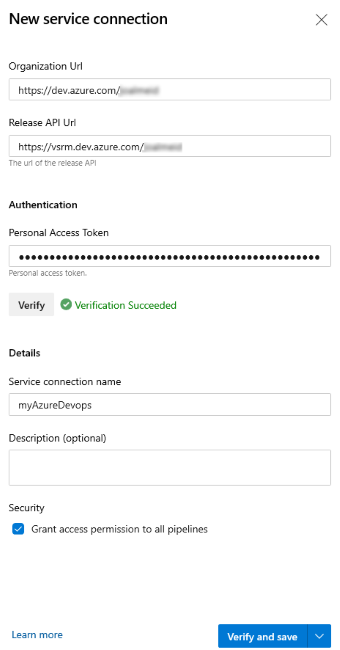 New service connection
Organization Url
https://dev.azure.com/
Release API Url
https://vsrm.dev.azure.com/
The url of the release API
Authentication
Personal Access Token
Personal access token.
Verify Verification Succeeded
Details
Service connection name
myAzureDevops
Description (optional)
Security
Grant access permission to all pipelines
Learn more Verify and save